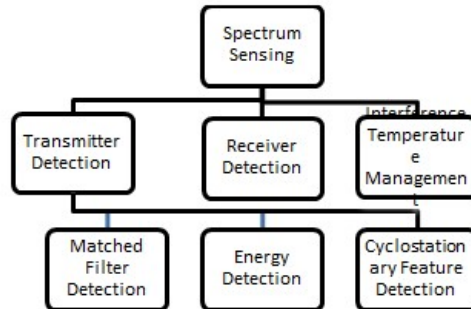 Spectrum
Sensing
Transmitter
Detection
Receiver
Detection
Interference
Temperatur
e
Managemen
t
Matched
Filter
Detection
Energy
Detection
Cyclostation
ary Feature
Detection